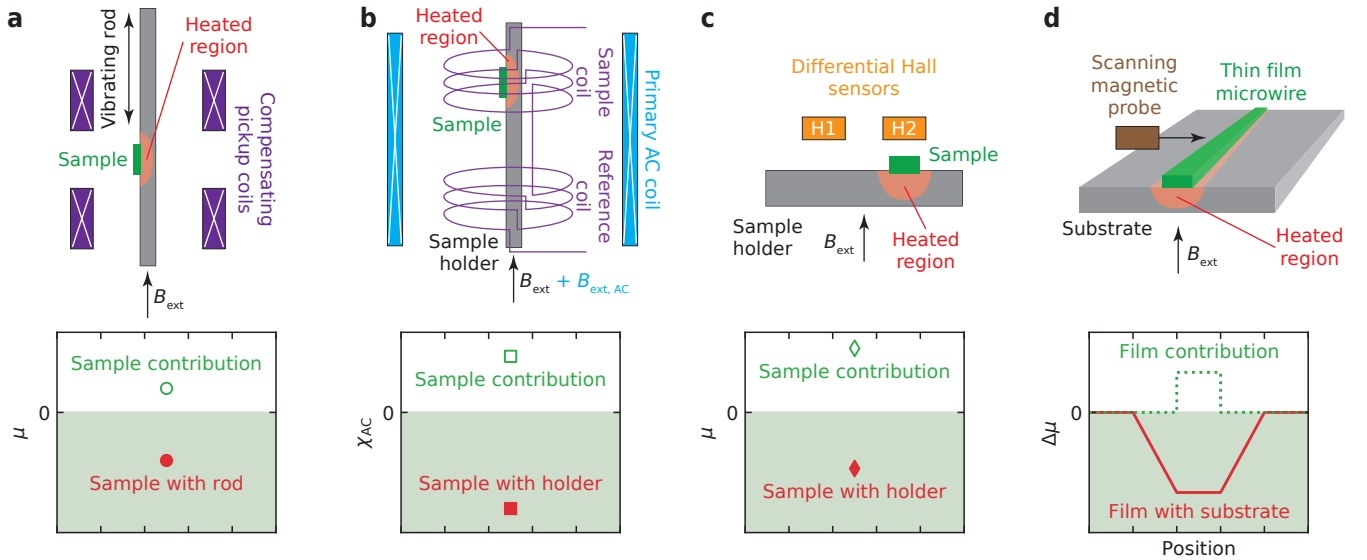 a
Vibrating rod
Heated
region
Sample
Compensating
pickup coils
B ext
μ
0
Sample contribution
Sample with rod
b
Heated
region
Sample
Sample
coil
Reference
coil
Primary AC coil
Sample
holder
B ext + B ext, AC
χAC
0
Sample contribution
Sample with holder
c
Differential Hall
sensors
H1
H2
Sample
Sample
holder
B ext
Heated
region
μ
0
Sample contribution
Sample with holder
d
Scanning
magnetic
probe
Thin film
microwire
Substrate
B ext
Heated
region
Δμ
0
Film contribution
Film with substrate
Position